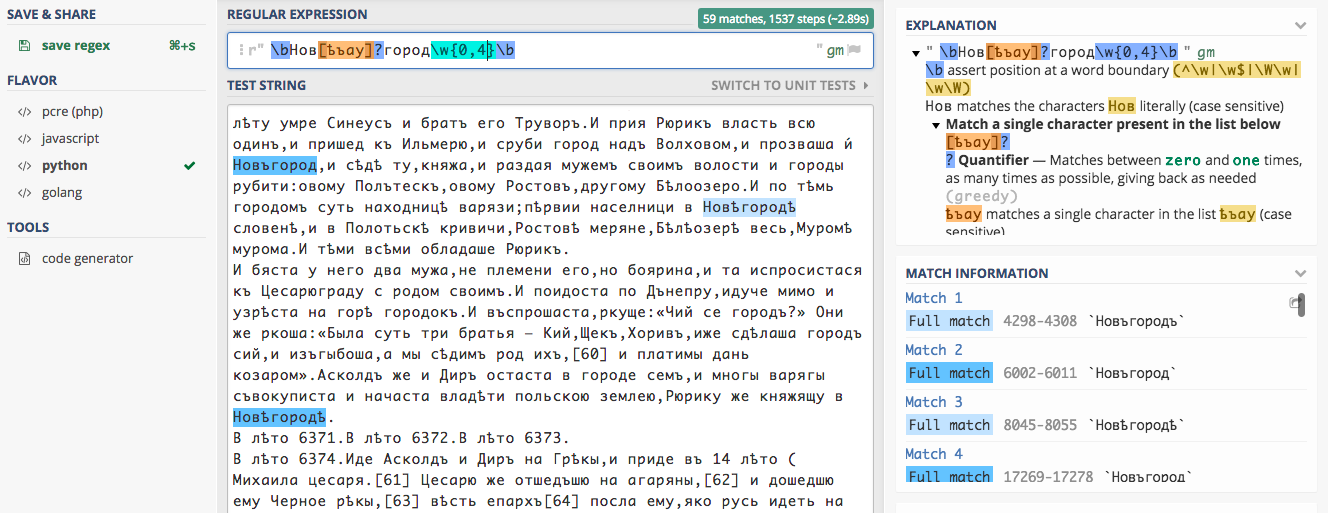 SAVE & SHARE
save regex ⌘+s
FLAVOR
</> pcre (php)
</> javascript
</> python
</> golang
TOOLS
code generator
REGULAR EXPRESSION
59 matches, 1537 steps (~2.89s)
r" \bНов[ѣъау]?город\w{0,4}\b " gm
TEST STRING
SWITCH TO UNIT TESTS
лѣту умре Синеусъ и братъ его Труворъ.И прия Рюрикъ власть всю
одинъ,и пришед къ Ильмерю,и сруби город надъ Волховом,и прозваша ѝ
Новъгород,и сѣдѣ ту,княжа,и раздая мужемъ своимъ волости и городы
рубити:овому Полътескъ,овому Ростовъ,другому Бѣлоозеро.И по тѣмь
городомъ суть находницѣ варязи;пѣрвии населници в Новѣгородѣ
словенѣ,и в Полотьскѣ кривичи,Ростовѣ меряне,Бѣлѣозерѣ весь,Муромѣ
мурома.И тѣми всѣми обладаше Рюрикъ.
И бяста у него два мужа,не племени его,но боярина,и та испросистася
къ Цесарюграду с родом своимъ.И поидоста по Дънепру,идуче мимо и
узрѣста на горѣ городокъ.И въспрошаста,ркуще:«Чий се городъ?» Они
же ркоша:«Была суть три братья – Кий,Щекъ,Хоривъ,иже сдѣлаша городъ
сий,и изъгыбоша,а мы сѣдим род ихъ,[60] и платимы дань
козаром».Асколдъ же и Диръ остаста в городе семъ,и многы варягы
съвокуписта и начаста владѣти польскою землею,Рюрику же княжящу в
Новѣгородѣ.
В лѣто 6371.В лѣто 6372.В лѣто 6373.
В лѣто 6374.Иде Асколдъ и Диръ на Грѣкы,и приде въ 14 лѣто (
Михаила цесаря.[61] Цесарю же отшедъшю на агаряны,[62] и дошедшю
ему Черное рѣкы,[63] вѣсть епархъ[64] посла ему,яко русь идеть на
EXPLANATION
" \bНов[ѣъау]?город\w{0,4}\b " gm
\b assert position at a word boundary (^\w|\w$|\W\w|
\w\W)
Нов matches the characters Нов literally (case sensitive)
Match a single character present in the list below
[ѣъау]?
? Quantifier — Matches between zero and one times,
as many times as possible, giving back as needed
(greedy)
ѣъау matches a single character in the list ѣъау (case
sensitive)
MATCH INFORMATION
Match 1
Full match 4298-4308 `Новъгородъ`
Match 2
Full match 6002-6011 `Новъгород`
Match 3
Full match 8045-8055 `Новѣгородѣ`
Match 4
Full match 17269-17278 `Новъгород`